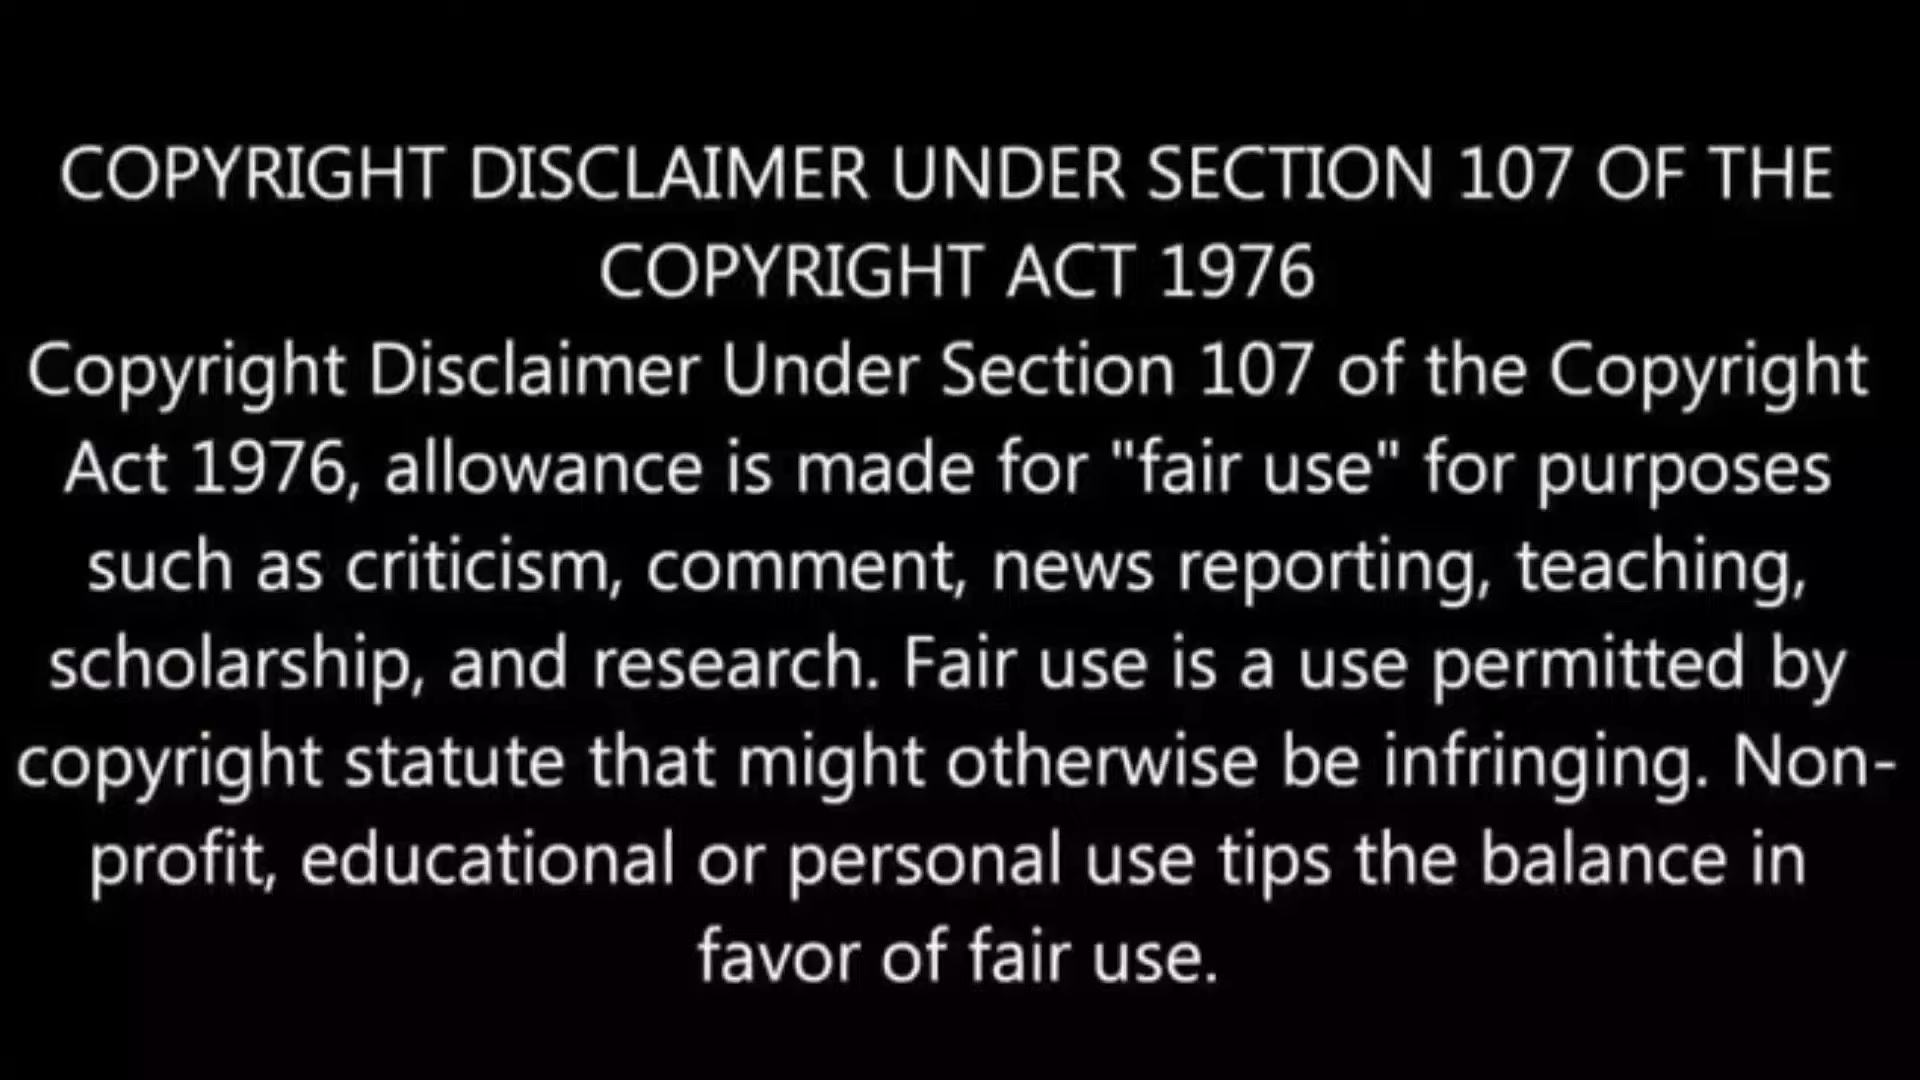 COPYRIGHT DISCLAIMER UNDER SECTION 107 OF THE
COPYRIGHT ACT 1976
Copyright Disclaimer Under Section 107 of the Copyright
Act 1976, allowance is made for "fair use" for purposes
such as criticism, comment, news reporting, teaching,
scholarship, and research. Fair use is a use permitted by
copyright statute that might otherwise be infringing. Non-
profit, educational or personal use tips the balance in
favor of fair use.